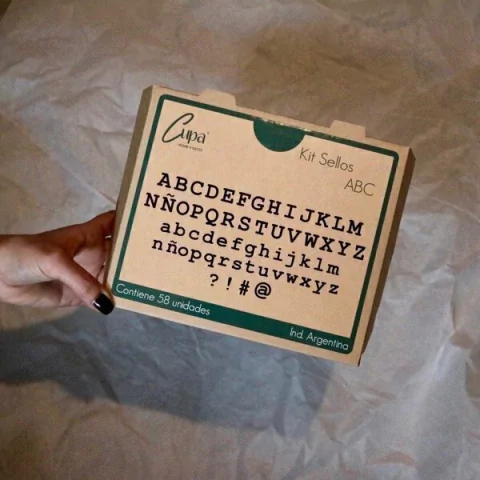 Cupa
Kit Sellos
ABC
ABCDEFGHIJKLM
NÑOPQRSTUVWXYZ
abcdefghijklm
nñopqrstuvwxyz
?!#@
Contiene 58 unidades
Ind. Argentina